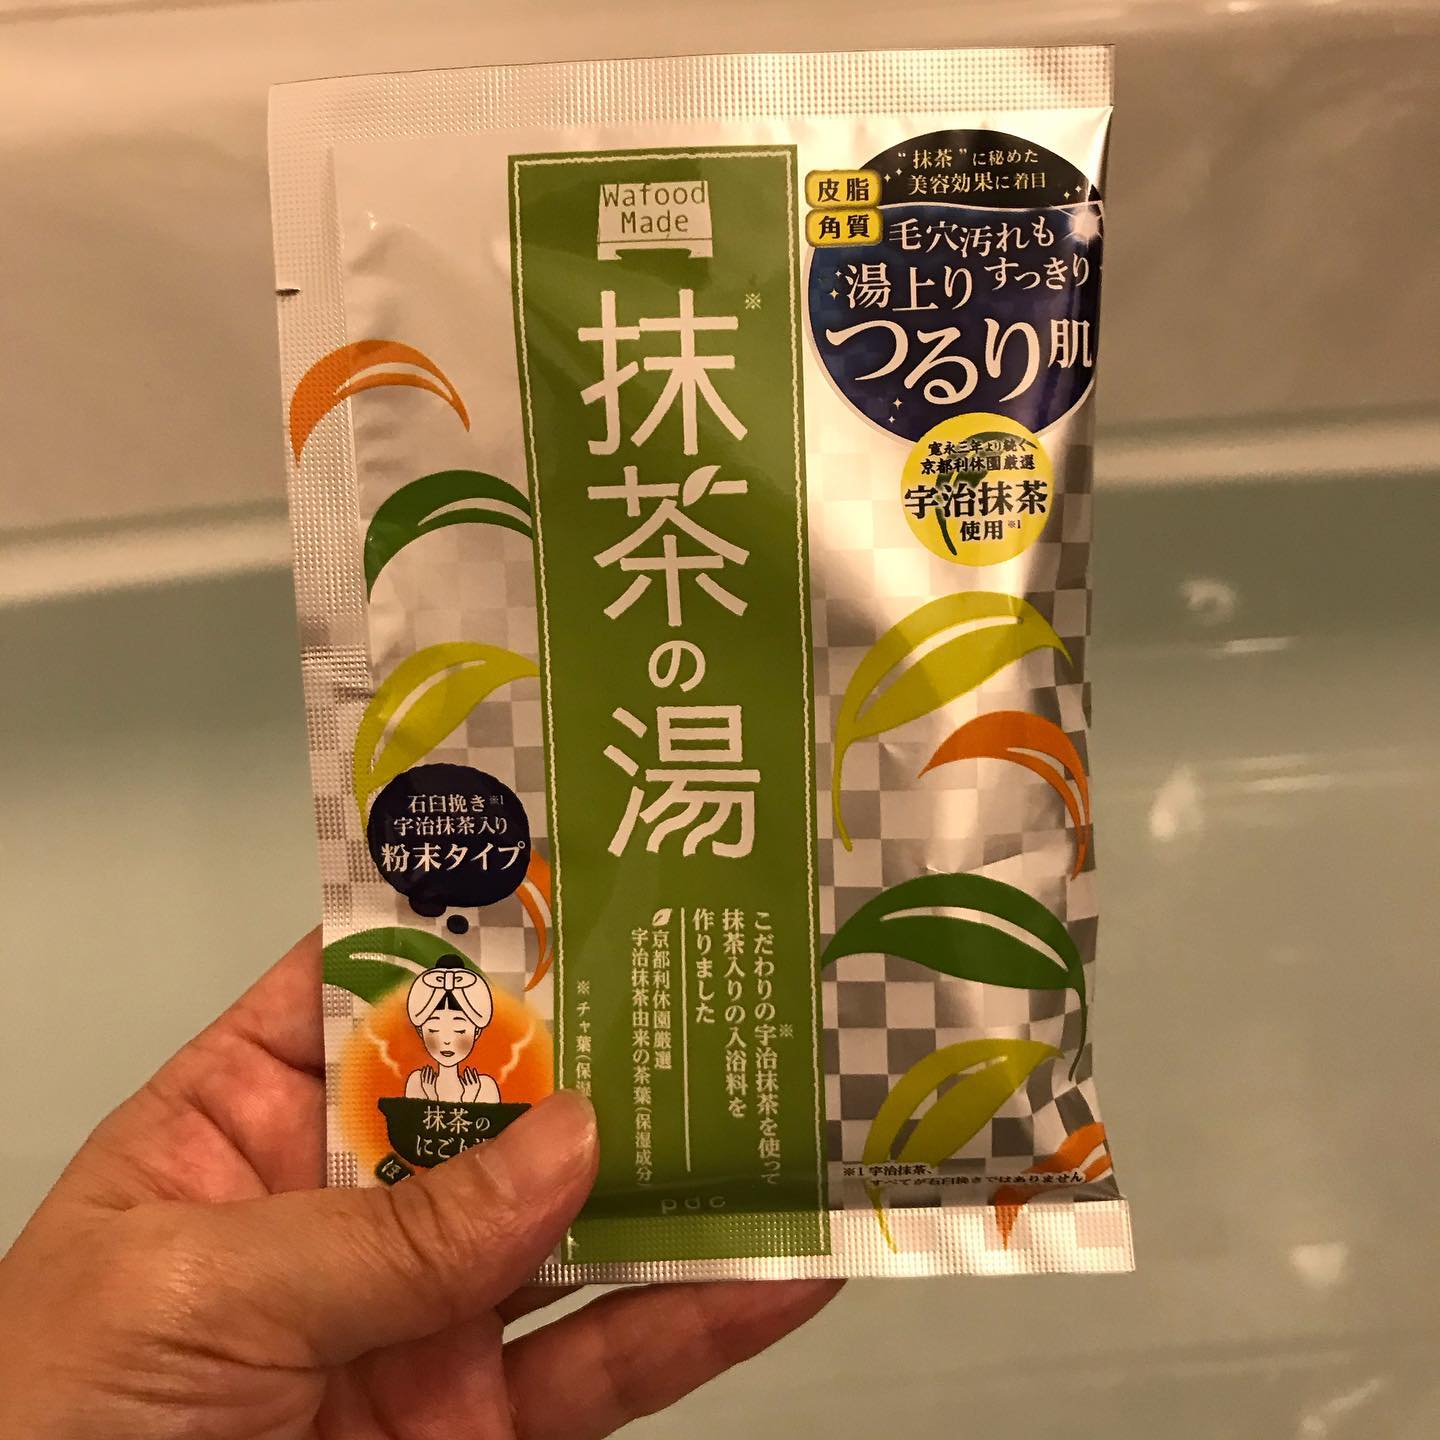 Wafood
Made
抹茶の湯
※
こだわりの宇治抹茶を使って
※
抹茶入りの入浴料を
作りました
京都利休園厳選
宇治抹茶由来の茶葉(保湿成分
※チャ葉(保湿
pdc
"抹茶"に秘めた
美容効果に着目
皮脂
角質
毛穴汚れも
すっきり
湯上り
つるり肌
寛永三年より続く
京都利休園厳選
宇治抹茶
使用※1
石臼挽き※1
宇治抹茶入り
粉末タイプ
抹茶の
にごり
※1 宇治抹茶、
すべてが石臼挽きではありません